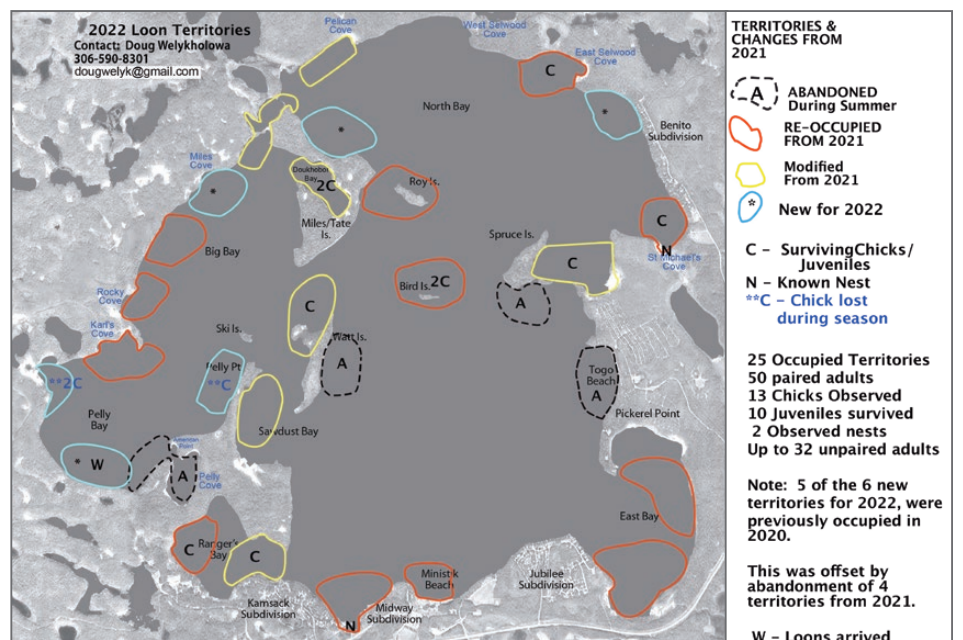 2022 Loon Territories
Contact: Doug Welykholowa
306-590-8301
dougwelyk@gmail.com
Pelican
Cove
West Selwood
Cove
East Selwood
Cove
C
North Bay
*
*
Benito
Subdivision
Miles
Cove
*
Doukhobor
Bay
2C
Roy Is.
Miles/Tate
Is.
C
N
St Michael's
Cove
Spruce Is.
C
Big Bay
Bird Is.
2C
Rocky
Cove
C
A
Karl's
Cove
Ski Is.
Watt Is.
A
Pelly Pt
**C
**2C
Togo
Beach
A
Pickerel Point
Pelly
Bay
Sawdust Bay
* W
A
Pelly
Cove
East Bay
C
Ranger's
Bay
C
Ministik
Beach
Jubilee
Subdivision
Kamsack
Subdivision
Midway
Subdivision
N
TERRITORIES &
CHANGES FROM
2021
A
ABANDONED
During Summer
RE-OCCUPIED
FROM 2021
Modified
From 2021
*
New for 2022
C – SurvivingChicks/
Juveniles
N – Known Nest
**C – Chick lost
during season
25 Occupied Territories
50 paired adults
13 Chicks Observed
10 Juveniles survived
2 Observed nests
Up to 32 unpaired adults
Note: 5 of the 6 new
territories for 2022, were
previously occupied in
2020.
This was offset by
abandonment of 4
territories from 2021.
W – Loons arrived